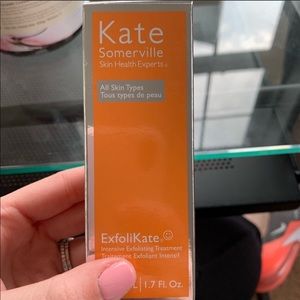 Kate
Somerville
Skin Health Experts
All Skin Types
Tous types de peau
ExfoliKate
Intensive Exfoliating Treatment
Traitement Exfoliant Intensif
L | 1.7 Fl. Oz.